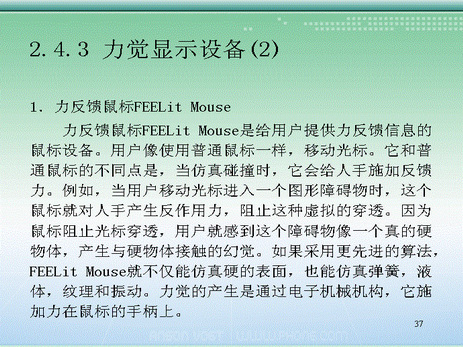 2.4.3 力觉显示设备(2)
1. 力反馈鼠标FEELit Mouse
力反馈鼠标FEELit Mouse是给用户提供力反馈信息的
鼠标设备。用户像使用普通鼠标一样，移动光标。它和普
通鼠标的不同点是，当仿真碰撞时，它会给人手施加反馈
力。例如，当用户移动光标进入一个图形障碍物时，这个
鼠标就对人手产生反作用力，阻止这种虚拟的穿透。因为
鼠标阻止光标穿透，用户就感到这个障碍物像一个真的硬
物体，产生与硬物体接触的幻觉。如果采用更先进的算法，
FEELit Mouse就不仅能仿真硬的表面，也能仿真弹簧，液
体，纹理和振动。力觉的产生是通过电子机械机构，它施
加力在鼠标的手柄上。
37